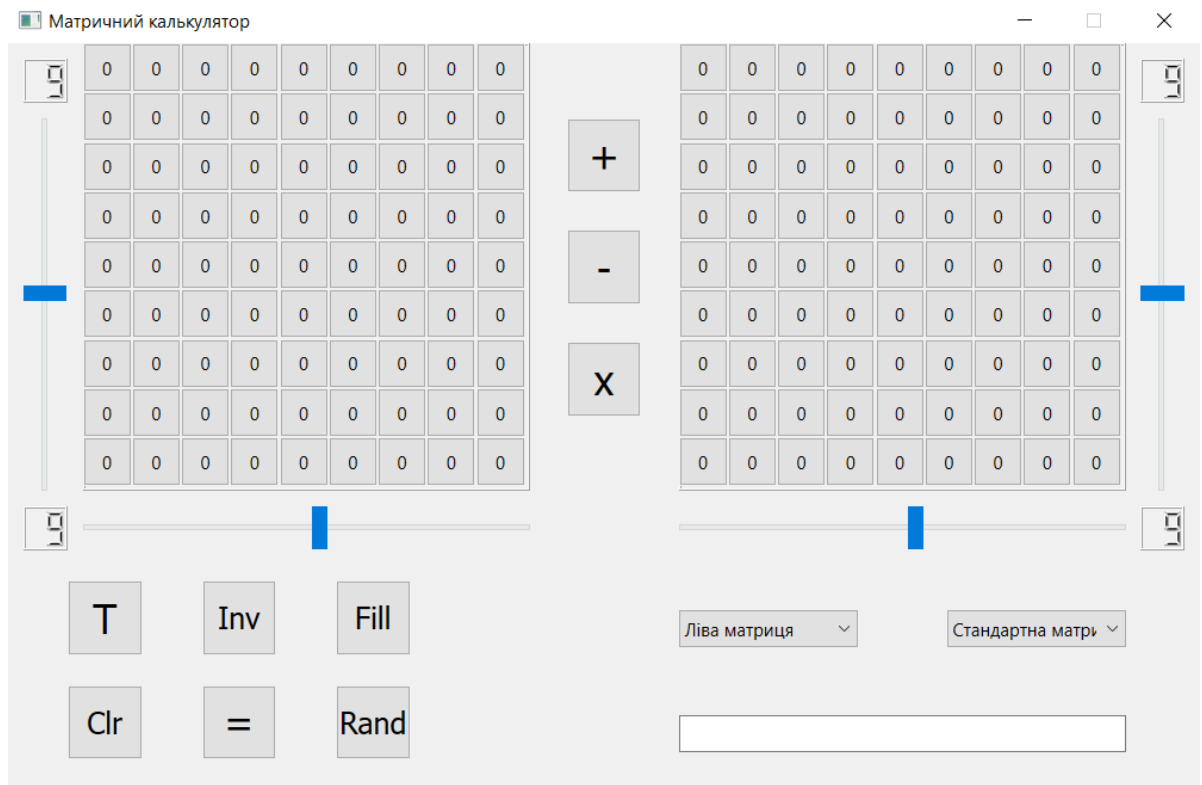 Матричний калькулятор
9 0 0 0 0 0 0 0 0 0 0 0 0 0 0 0 0 0 0 9
0 0 0 0 0 0 0 0 0 0 0 0 0 0 0 0 0 0
+
0 0 0 0 0 0 0 0 0 0 0 0 0 0 0 0 0 0
0 0 0 0 0 0 0 0 0 0 0 0 0 0 0 0 0 0
0 0 0 0 0 0 0 0 0 - 0 0 0 0 0 0 0 0 0
0 0 0 0 0 0 0 0 0 0 0 0 0 0 0 0 0 0
0 0 0 0 0 0 0 0 0 0 0 0 0 0 0 0 0 0
x
0 0 0 0 0 0 0 0 0 0 0 0 0 0 0 0 0 0
0 0 0 0 0 0 0 0 0 0 0 0 0 0 0 0 0 0
9 9
T Inv Fill
Ліва матриця Стандартна матри
Clr = Rand